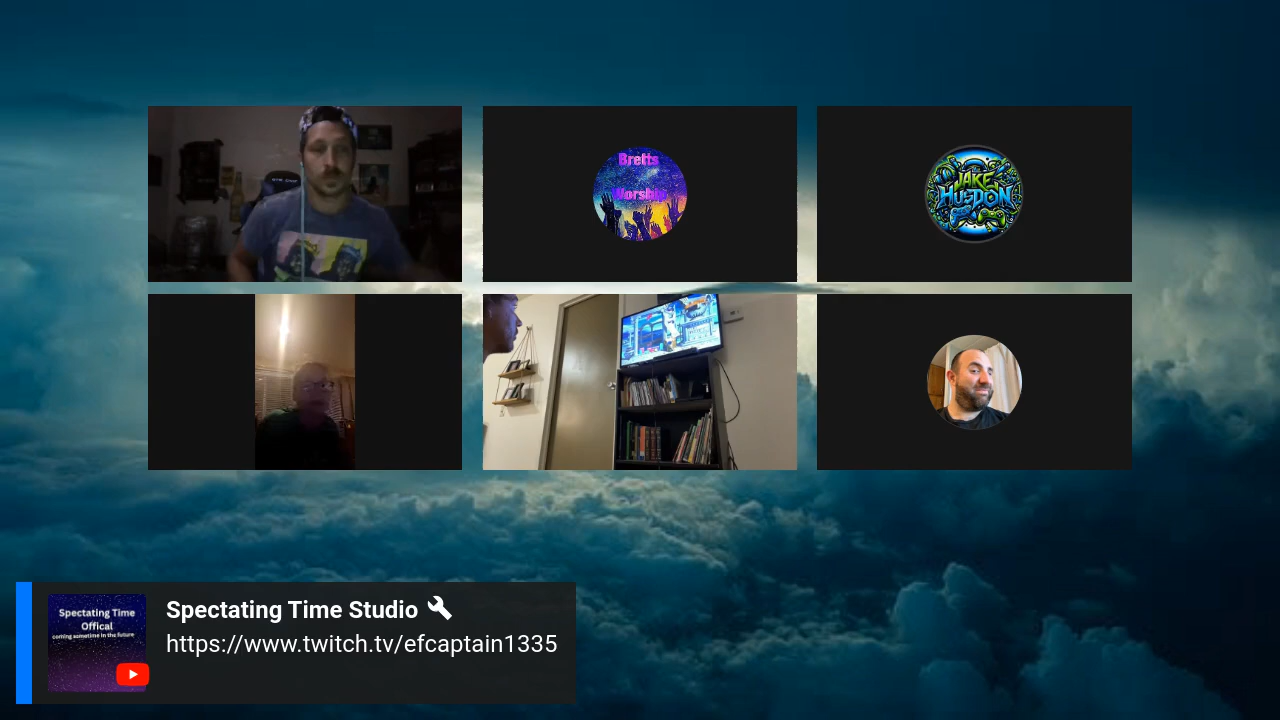 Bretts
Worship
JAKE
HUSDON
Spectating Time
Offical
coming sometime in the future
Spectating Time Studio
https://www.twitch.tv/efcaptain1335